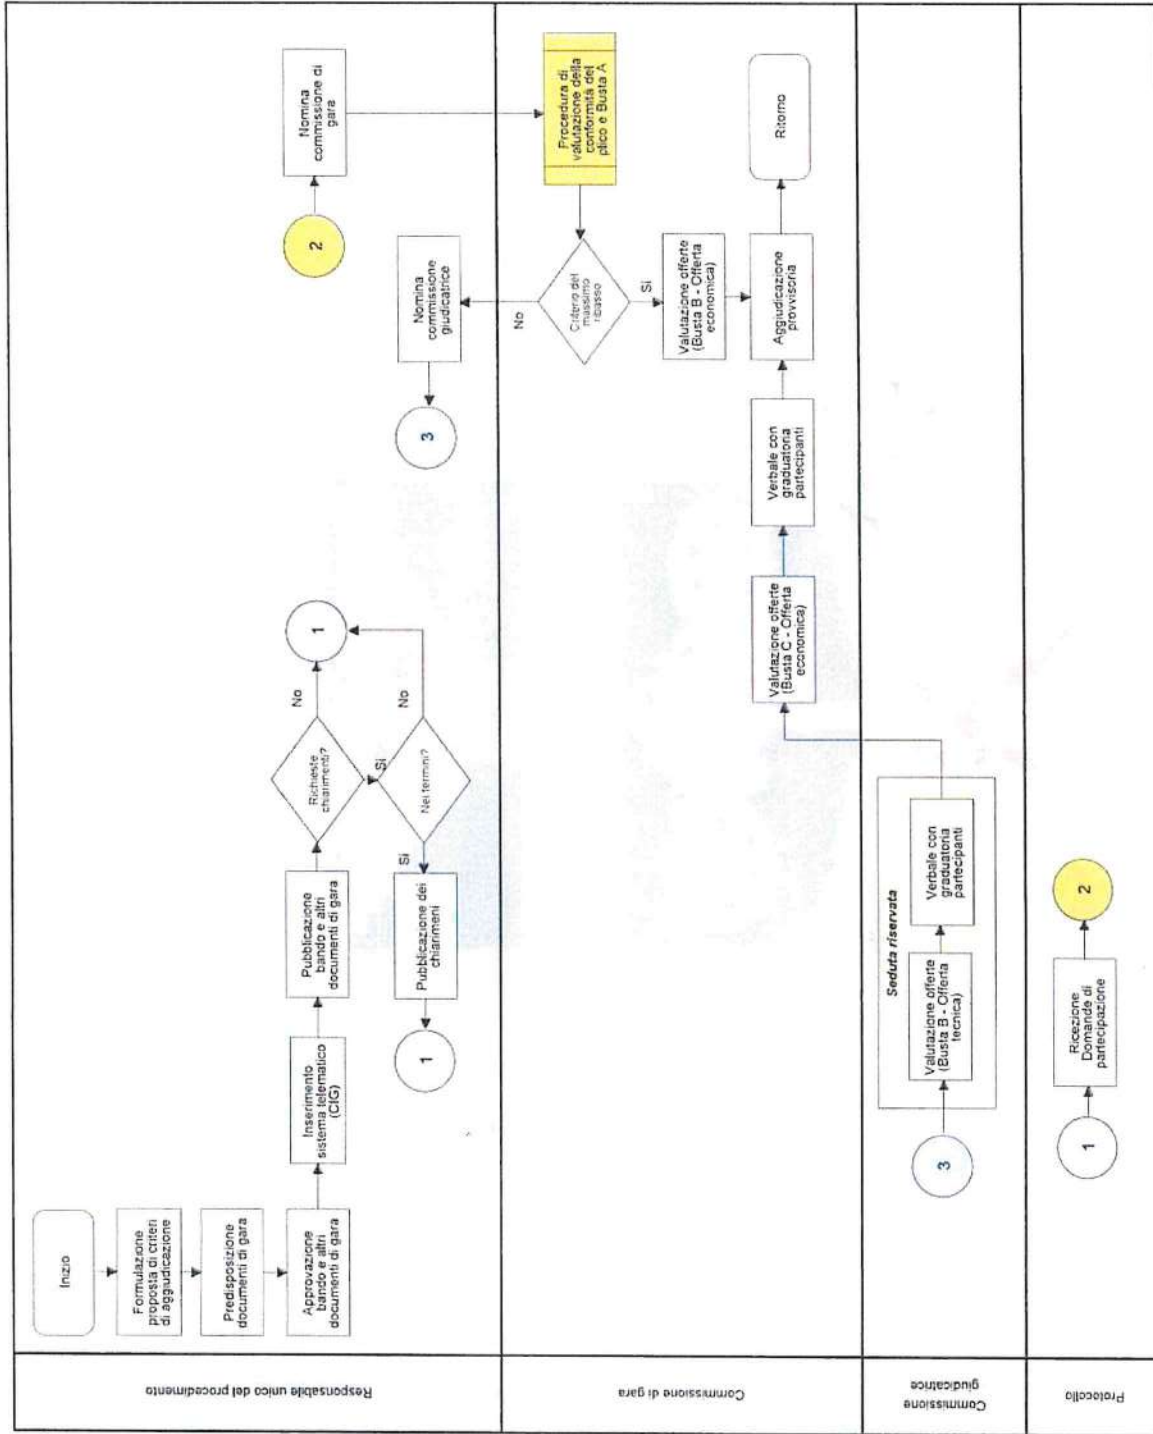 Responsabile unico del procedimento
Inizio
Formulazione
proposta di criteri
di aggiudicazione
Predisposizione
documenti di gara
Approvazione
bando e altri
documenti di gara
Inserimento
sistema telematico
(CIG)
Pubblicazione
bando e altri
documenti di gara
Richieste
chiarimenti?
No
1
Si
Nei termini?
No
Si
Pubblicazione dei
chiarimeni
1
2
Nomina
commissione di
gara
Nomina
commissione
giudicatrice
3
Commissione di gara
Procedura di
valutazione della
conformità del
plico e Busta A
Criterio del
massimo
ribasso
No
Si
Valutazione offerte
(Busta B - Offerta
economica)
Valutazione offerte
(Busta C - Offerta
economica)
Verbale con
graduatoria
partecipanti
Aggiudicazione
provvisoria
Ritorno
Commissione
giudicatrice
Seduta riservata
3
Valutazione offerte
(Busta B - Offerta
tecnica)
Verbale con
graduatoria
partecipanti
Protocollo
1
Ricezione
Domande di
partecipazione
2